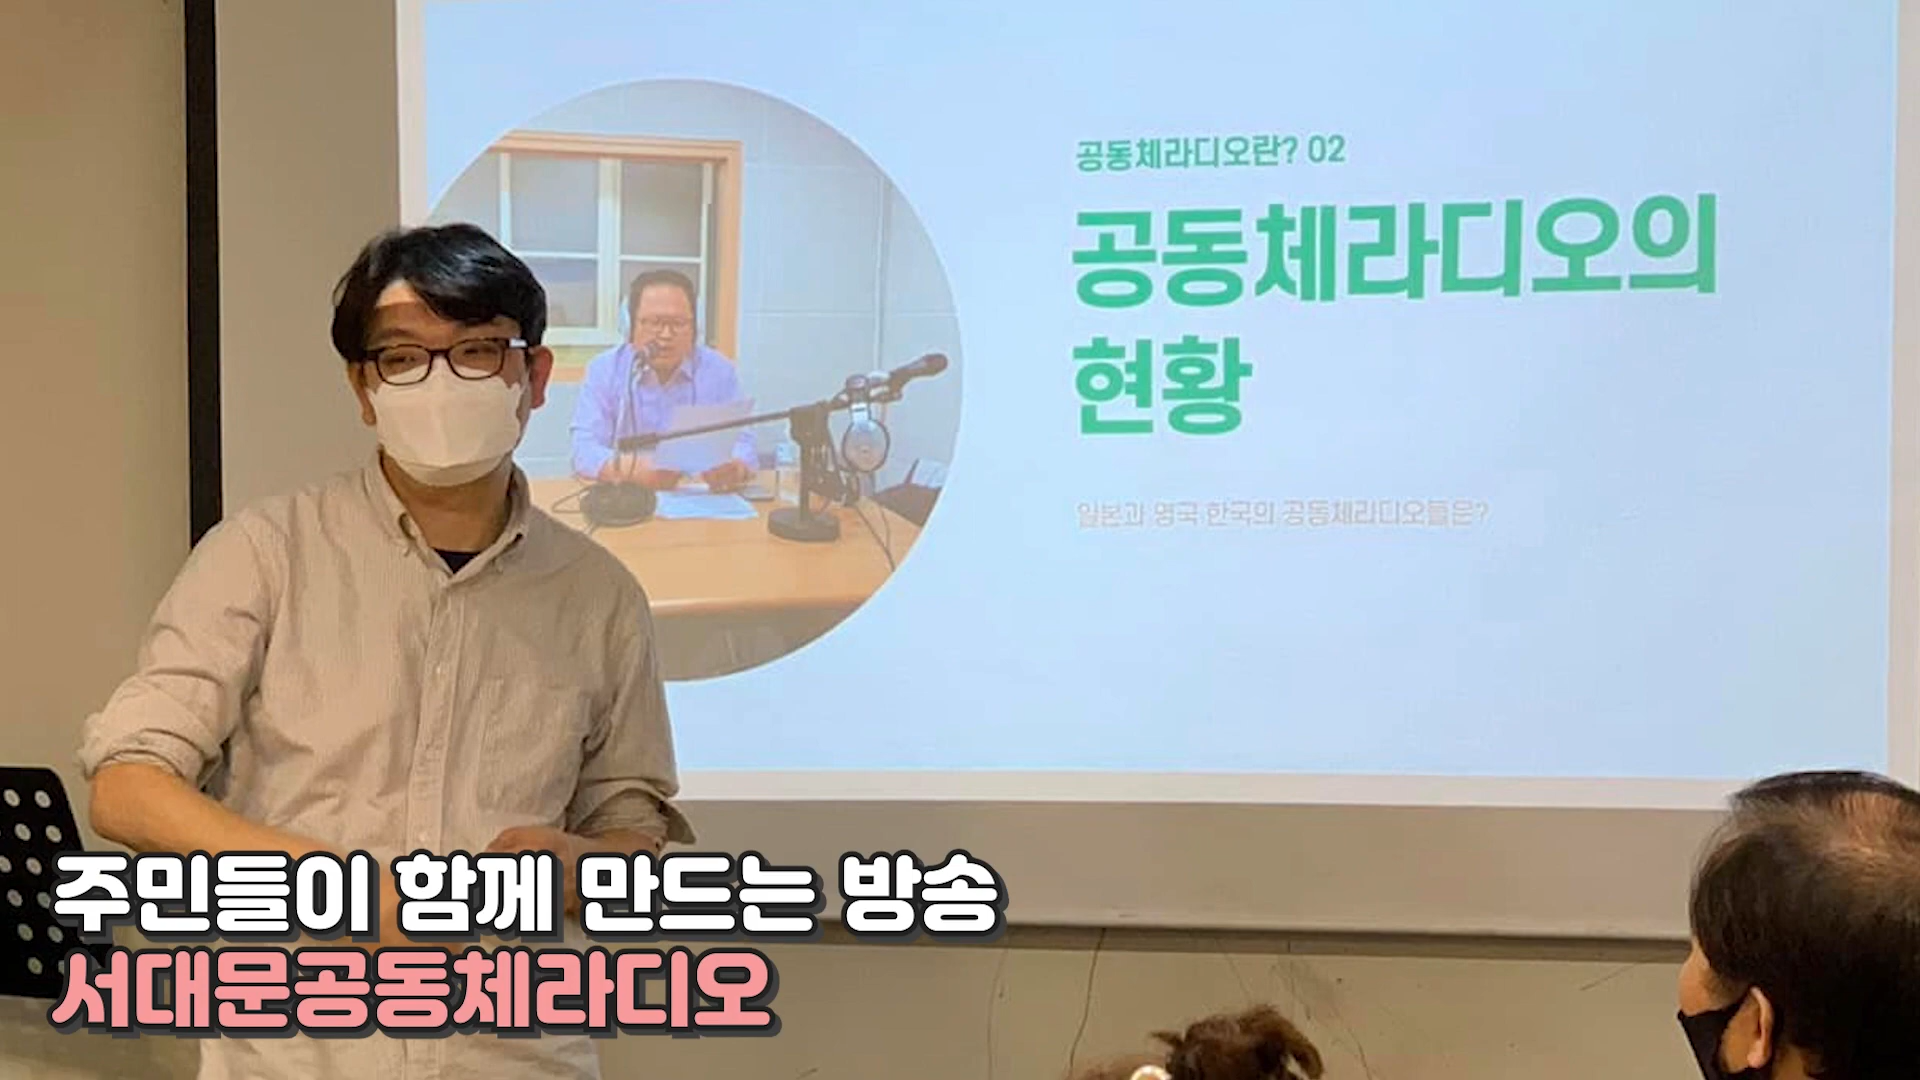 공동체라디오란? 02
공동체라디오의
현황
일본과 영국 한국의 공동체라디오들은?
주민들이 함께 만드는 방송
서대문공동체라디오